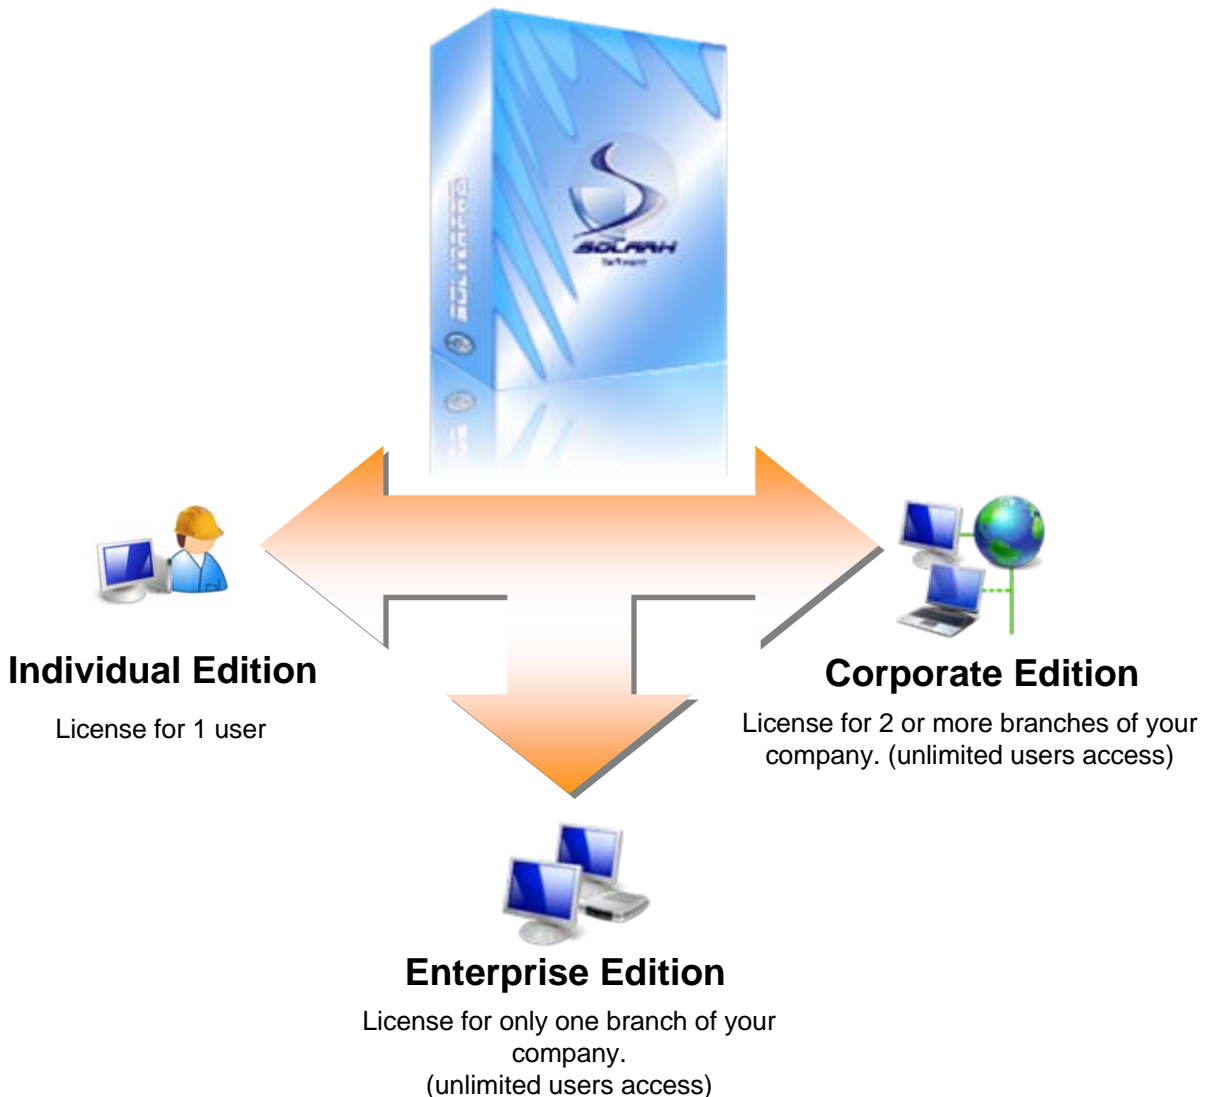 SOLARH
Software
Individual Edition
License for 1 user
Corporate Edition
License for 2 or more branches of your
company. (unlimited users access)
Enterprise Edition
License for only one branch of your
company.
(unlimited users access)